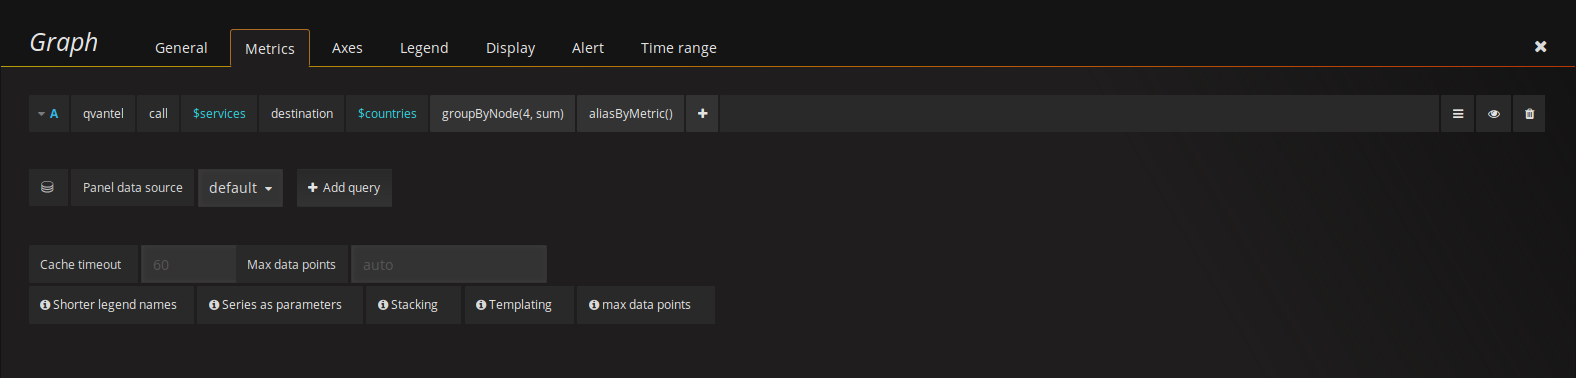 Graph General Metrics Axes Legend Display Alert Time range
A qvantel call $services destination $countries groupByNode(4, sum) aliasByMetric()
Panel data source default Add query
Cache timeout 60 Max data points auto
Shorter legend names Series as parameters Stacking Templating max data points